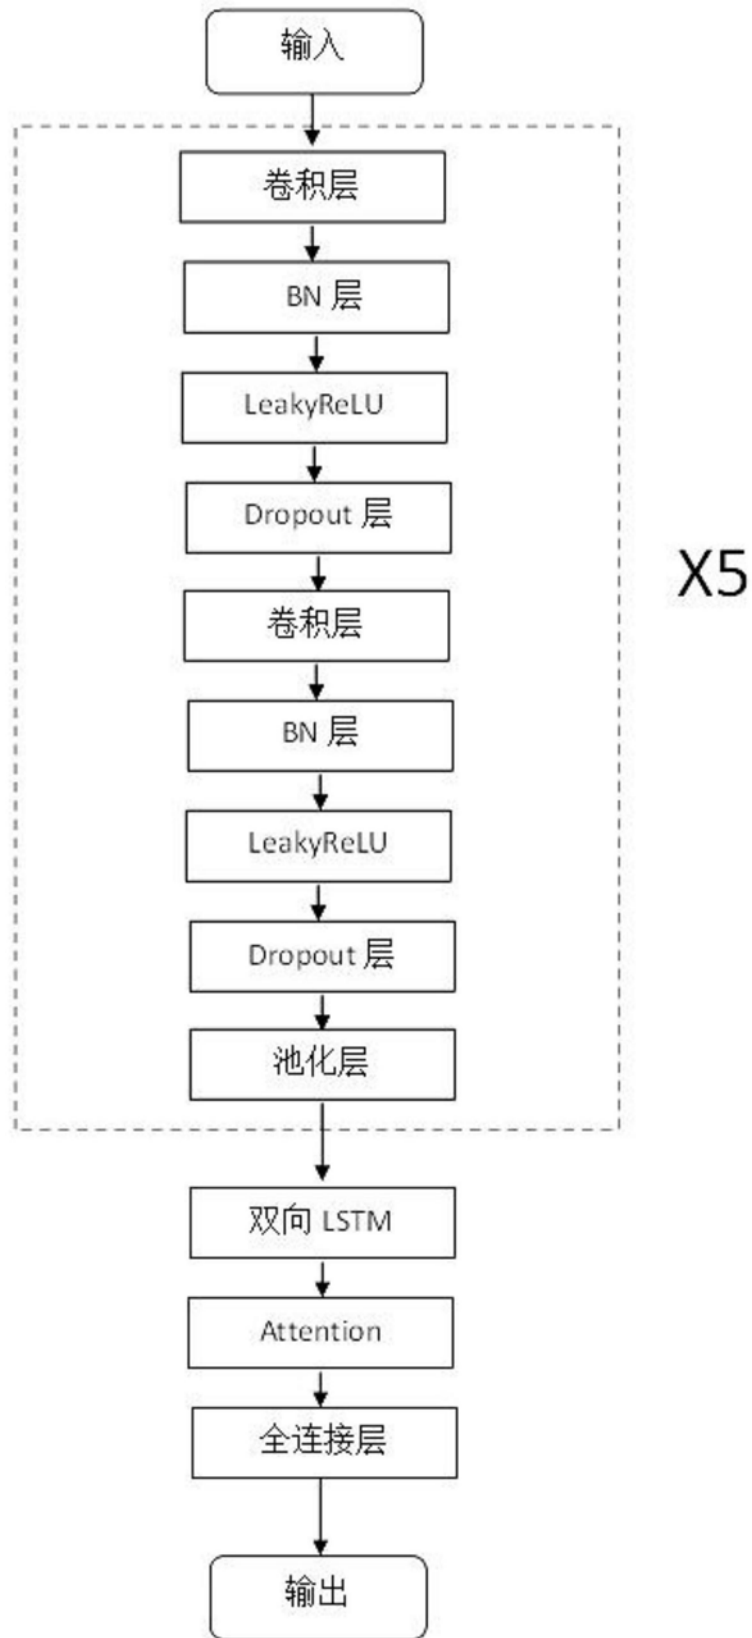 输入
卷积层
BN 层
LeakyReLU
Dropout 层
卷积层
X5
BN 层
LeakyReLU
Dropout 层
池化层
双向 LSTM
Attention
全连接层
输出